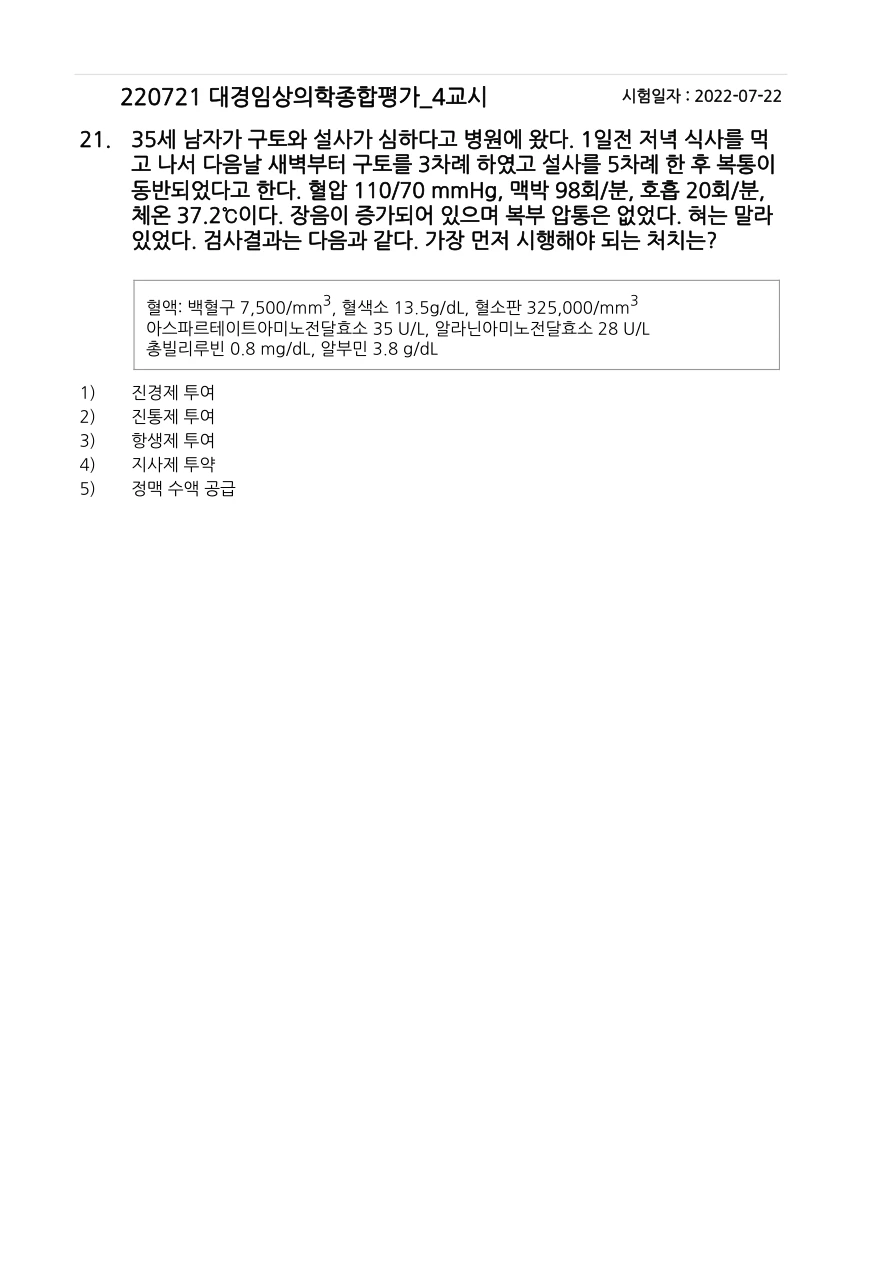 220721 대경임상의학종합평가_4교시
시험일자 : 2022-07-22
21. 35세 남자가 구토와 설사가 심하다고 병원에 왔다. 1일전 저녁 식사를 먹
고 나서 다음날 새벽부터 구토를 3차례 하였고 설사를 5차례 한 후 복통이
동반되었다고 한다. 혈압 110/70 mmHg, 맥박 98회/분, 호흡 20회/분,
체온 37.2℃이다. 장음이 증가되어 있으며 복부 압통은 없었다. 혀는 말라
있었다. 검사결과는 다음과 같다. 가장 먼저 시행해야 되는 처치는?
혈액: 백혈구 7,500/mm³, 혈색소 13.5g/dL, 혈소판 325,000/mm³
아스파르테이트아미노전달효소 35 U/L, 알라닌아미노전달효소 28 U/L
총빌리루빈 0.8 mg/dL, 알부민 3.8 g/dL
1) 진경제 투여
2) 진통제 투여
3) 항생제 투여
4) 지사제 투약
5) 정맥 수액 공급